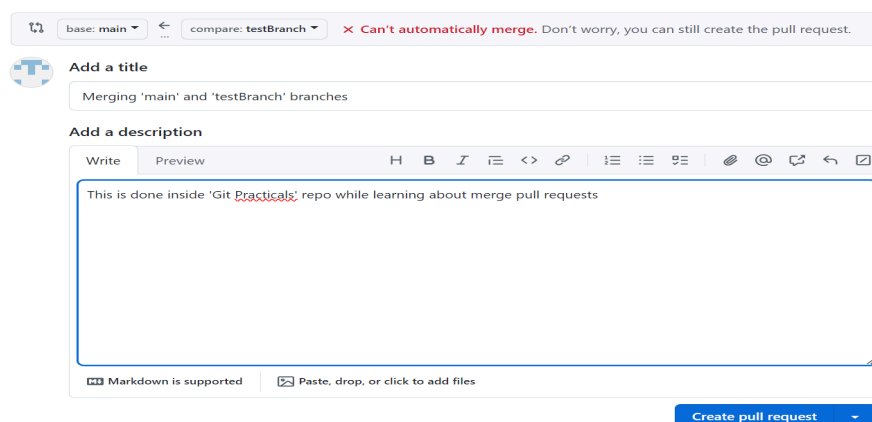 base: main compare: testBranch Can't automatically merge. Don't worry, you can still create the pull request.
Add a title
Merging 'main' and 'testBranch' branches
Add a description
Write Preview
This is done inside 'Git Practicals' repo while learning about merge pull requests
Markdown is supported Paste, drop, or click to add files
Create pull request